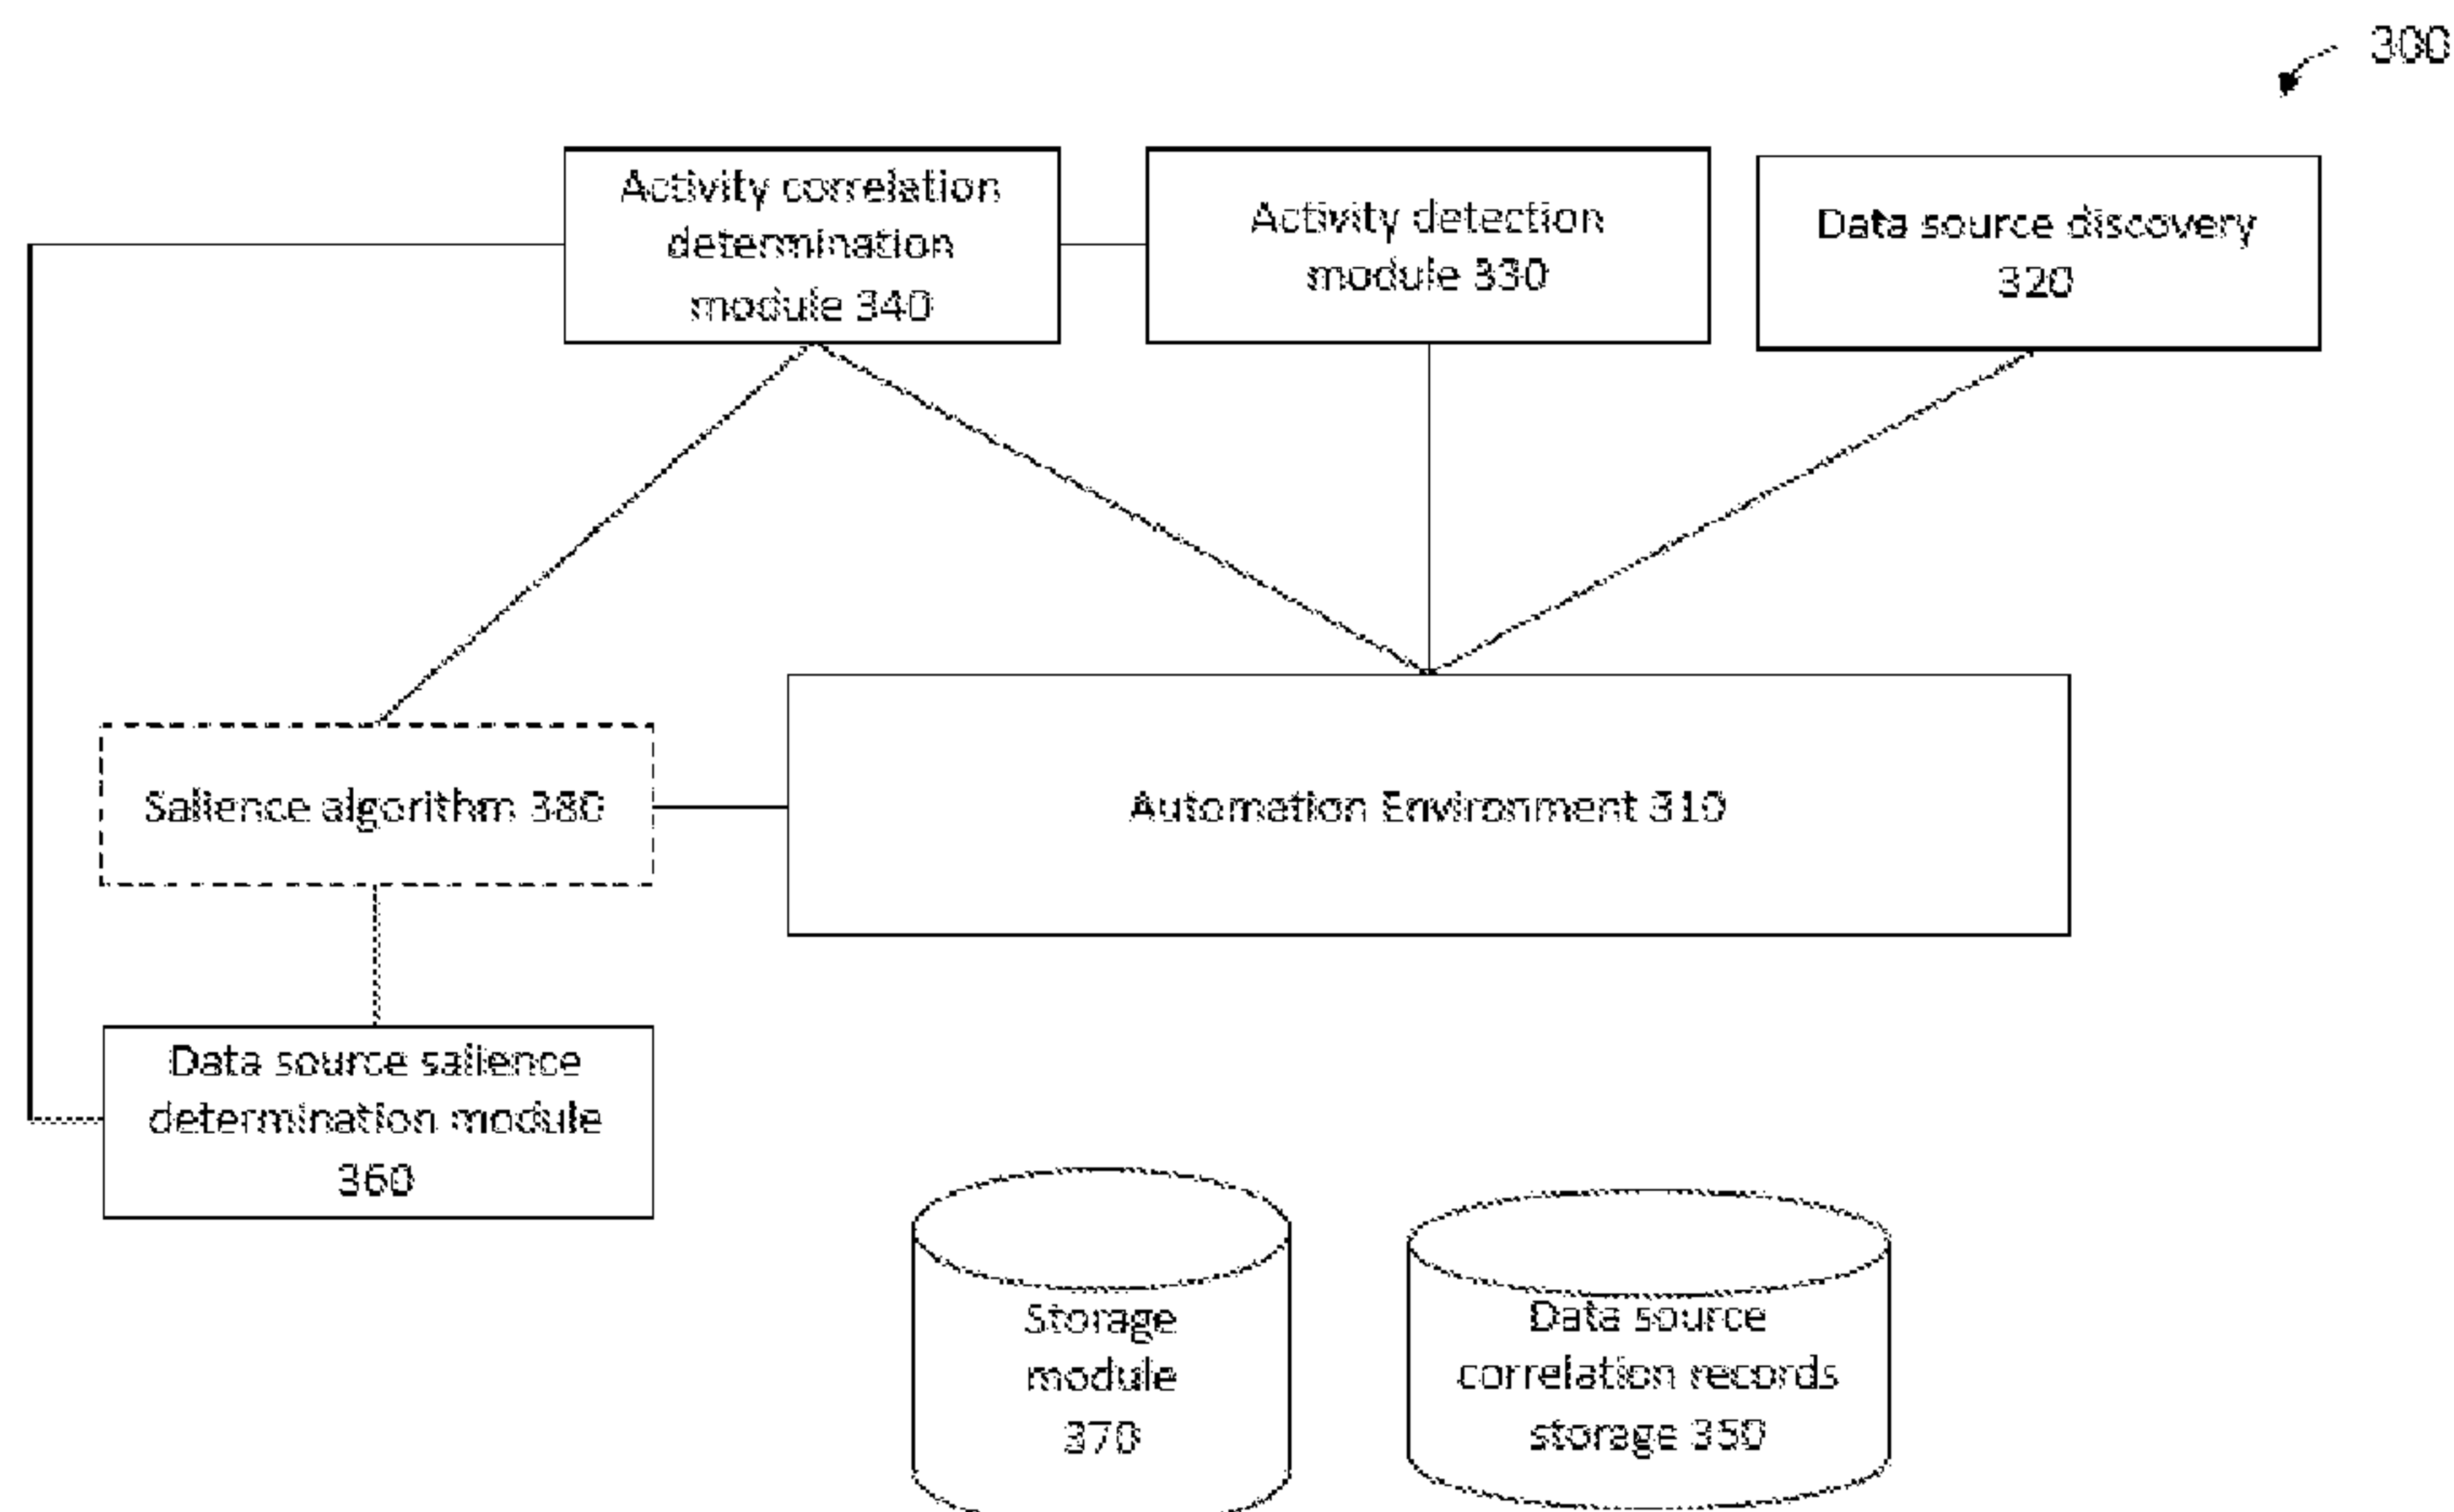 300
Activity correlation
determination
module 340
Activity detection
module 330
Data source discovery
320
Salience algorithm 380
Automation Environment 310
Data source salience
determination module
360
Storage
module
370
Data source
correlation records
storage 350